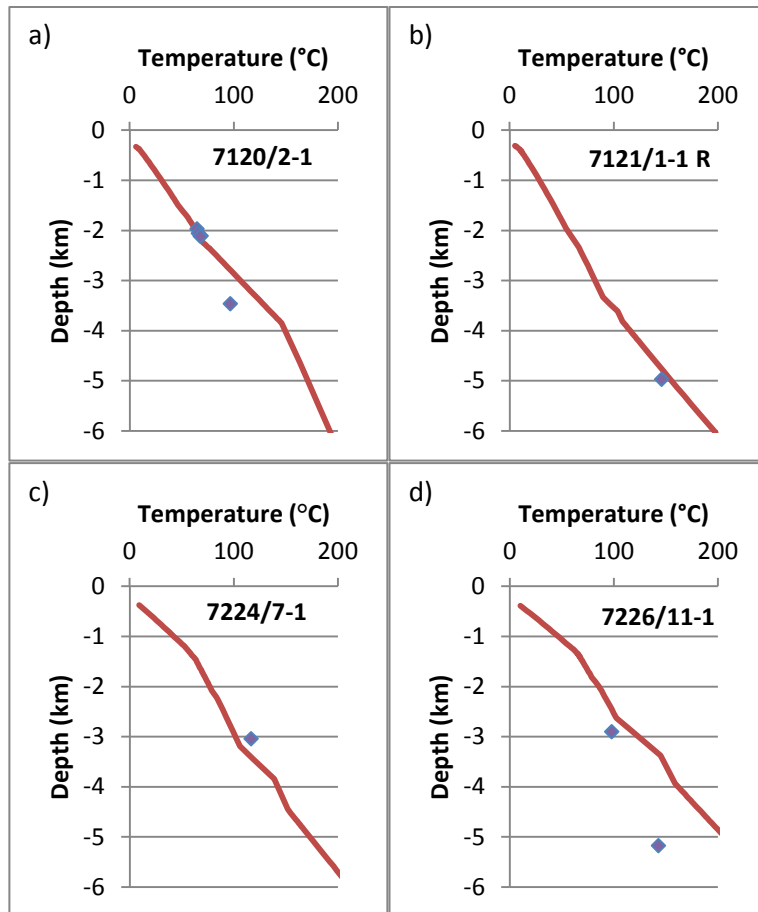 a)
Temperature (°C)
0 100 200
7120/2-1
Depth (km)
0
-1
-2
-3
-4
-5
-6
b)
Temperature (°C)
0 100 200
7121/1-1 R
Depth (km)
0
-1
-2
-3
-4
-5
-6
c)
Temperature (°C)
0 100 200
7224/7-1
Depth (km)
0
-1
-2
-3
-4
-5
-6
d)
Temperature (°C)
0 100 200
7226/11-1
Depth (km)
0
-1
-2
-3
-4
-5
-6